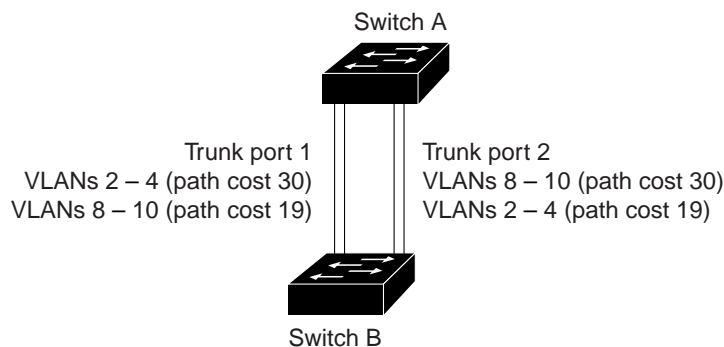 Switch A
Trunk port 1
VLANs 2 – 4 (path cost 30)
VLANs 8 – 10 (path cost 19)
Trunk port 2
VLANs 8 – 10 (path cost 30)
VLANs 2 – 4 (path cost 19)
Switch B